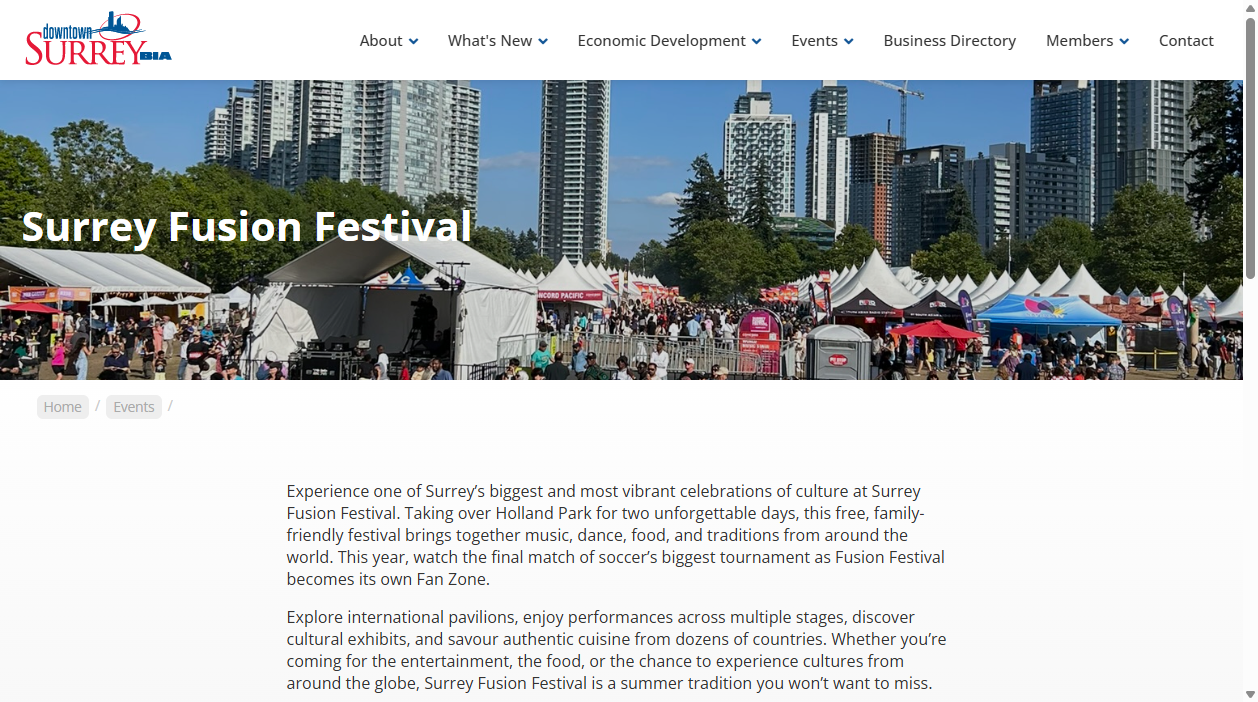 downtown
SURREY BIA
About
What's New
Economic Development
Events
Business Directory
Members
Contact
Surrey Fusion Festival
CONCORD PACIFIC
Home / Events /
Experience one of Surrey’s biggest and most vibrant celebrations of culture at Surrey
Fusion Festival. Taking over Holland Park for two unforgettable days, this free, family-
friendly festival brings together music, dance, food, and traditions from around the
world. This year, watch the final match of soccer’s biggest tournament as Fusion Festival
becomes its own Fan Zone.
Explore international pavilions, enjoy performances across multiple stages, discover
cultural exhibits, and savour authentic cuisine from dozens of countries. Whether you’re
coming for the entertainment, the food, or the chance to experience cultures from
around the globe, Surrey Fusion Festival is a summer tradition you won’t want to miss.